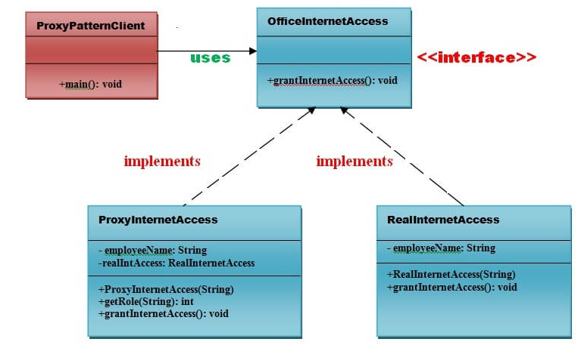 ProxyPatternClient
+main(): void
uses
OfficeInternetAccess
+grantInternetAccess(): void
<<interface>>
implements
implements
ProxyInternetAccess
- employeeName: String
-realIntAccess: RealInternetAccess
+ProxyInternetAccess(String)
+getRole(String): int
+grantInternetAccess(): void
RealInternetAccess
- employeeName: String
+RealInternetAccess(String)
+grantInternetAccess(): void